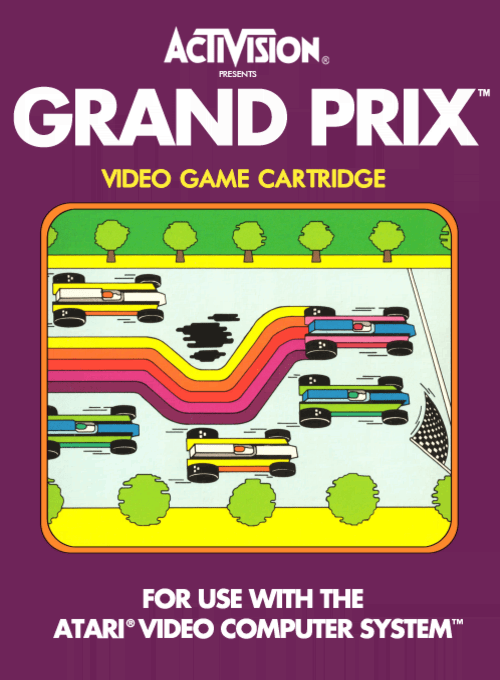 ACTIVISION®
PRESENTS
GRAND PRIX™
VIDEO GAME CARTRIDGE
FOR USE WITH THE
ATARI® VIDEO COMPUTER SYSTEM™